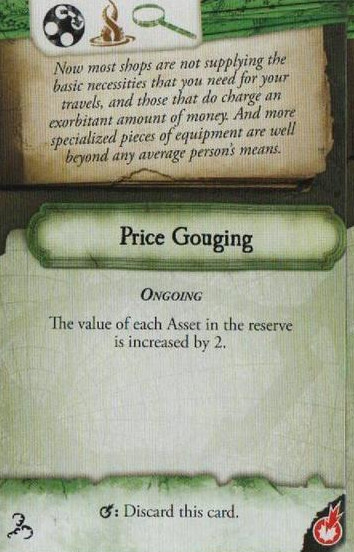 Now most shops are not supplying the
basic necessities that you need for your
travels, and those that do charge an
exorbitant amount of money. And more
specialized pieces of equipment are well
beyond any average person's means.
Price Gouging
ONGOING
The value of each Asset in the reserve
is increased by 2.
: Discard this card.